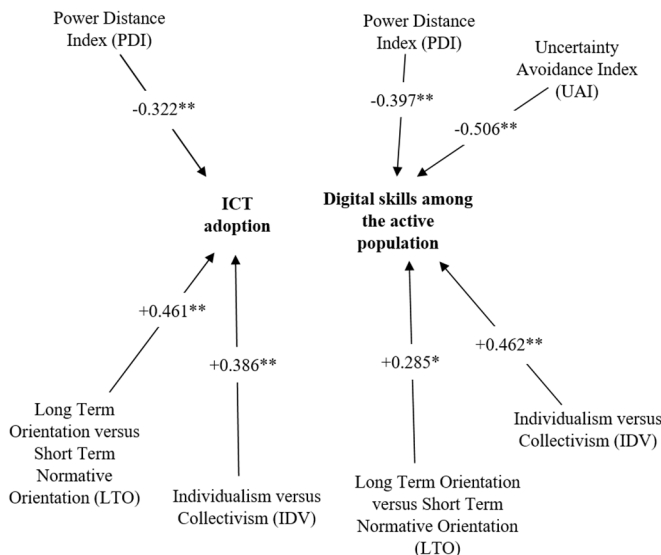 Power Distance
Index (PDI)
-0.322**
ICT
adoption
+0.461**
+0.386**
Long Term
Orientation versus
Short Term
Normative
Orientation (LTO)
Individualism versus
Collectivism (IDV)
Power Distance
Index (PDI)
Uncertainty
Avoidance Index
(UAI)
-0.397**
-0.506**
Digital skills among
the active
population
+0.285*
+0.462**
Individualism versus
Collectivism (IDV)
Long Term Orientation
versus Short Term
Normative Orientation
(LTO)